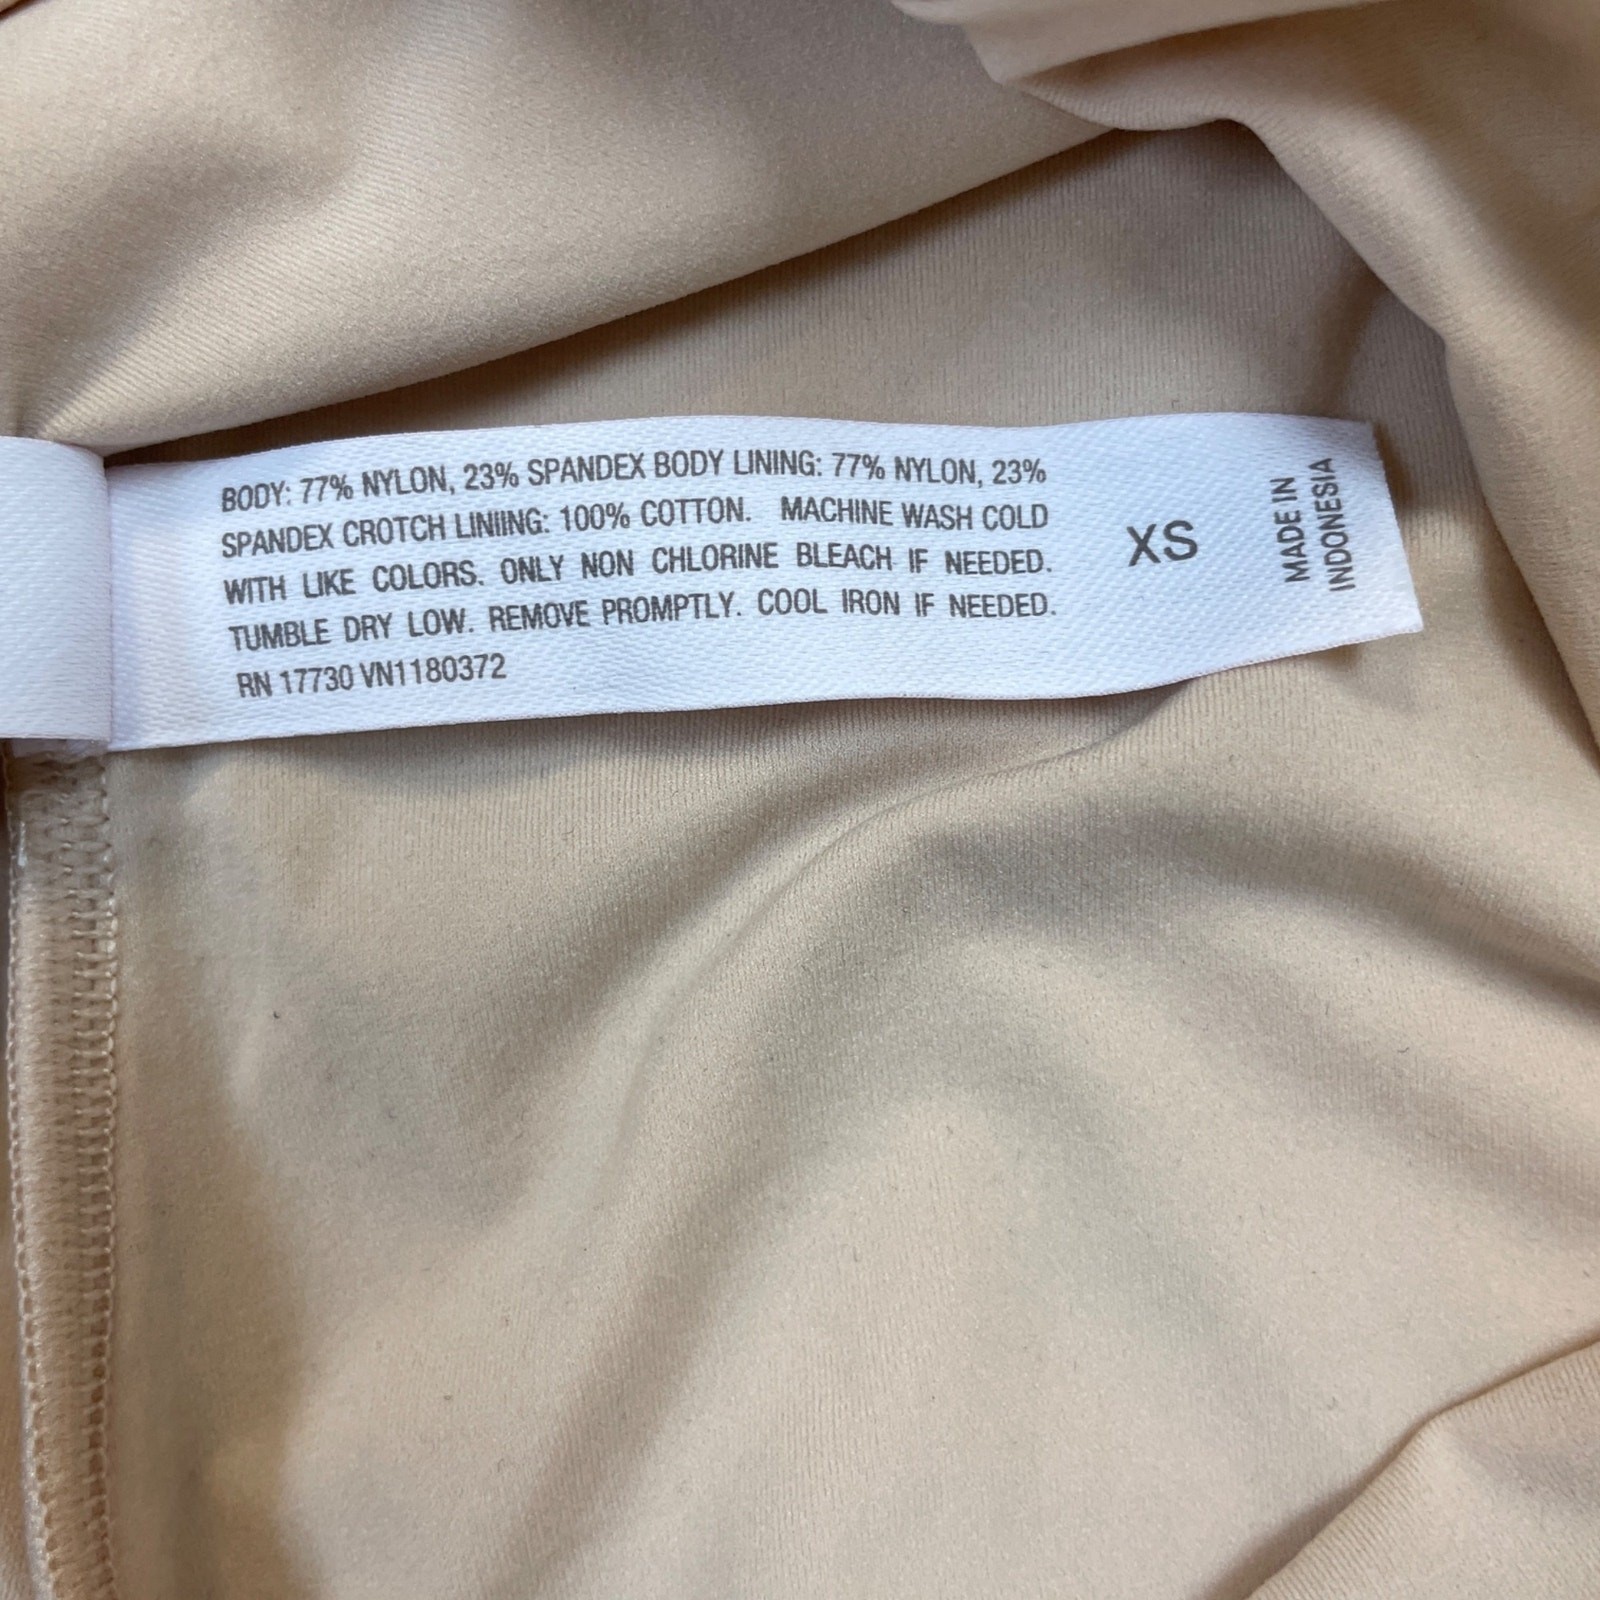 BODY: 77% NYLON, 23% SPANDEX BODY LINING: 77% NYLON, 23%
SPANDEX CROTCH LINIING: 100% COTTON. MACHINE WASH COLD
WITH LIKE COLORS. ONLY NON CHLORINE BLEACH IF NEEDED.
TUMBLE DRY LOW. REMOVE PROMPTLY. COOL IRON IF NEEDED.
RN 17730 VN1180372
XS
MADE IN
INDONESIA